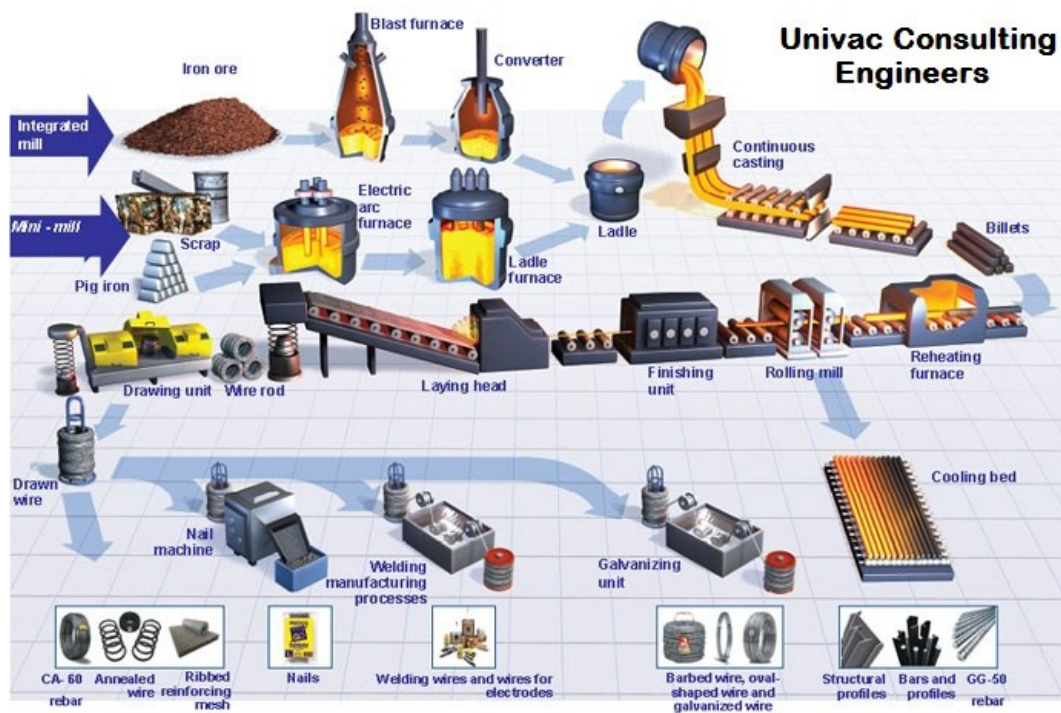 Univac Consulting
Engineers
Blast furnace
Iron ore
Converter
Integrated
mill
Continuous
casting
Electric
arc
furnace
Mini - mill
Scrap
Ladle
Billets
Ladle
furnace
Pig iron
Drawing unit
Wire rod
Laying head
Finishing
unit
Rolling mill
Reheating
furnace
Drawn
wire
Cooling bed
Nail
machine
Welding
manufacturing
processes
Galvanizing
unit
CA- 60
rebar
Annealed
wire
Ribbed
reinforcing
mesh
Nails
Welding wires and wires for
electrodes
Barbed wire, oval-
shaped wire and
galvanized wire
Structural
profiles
Bars and
profiles
GG-50
rebar